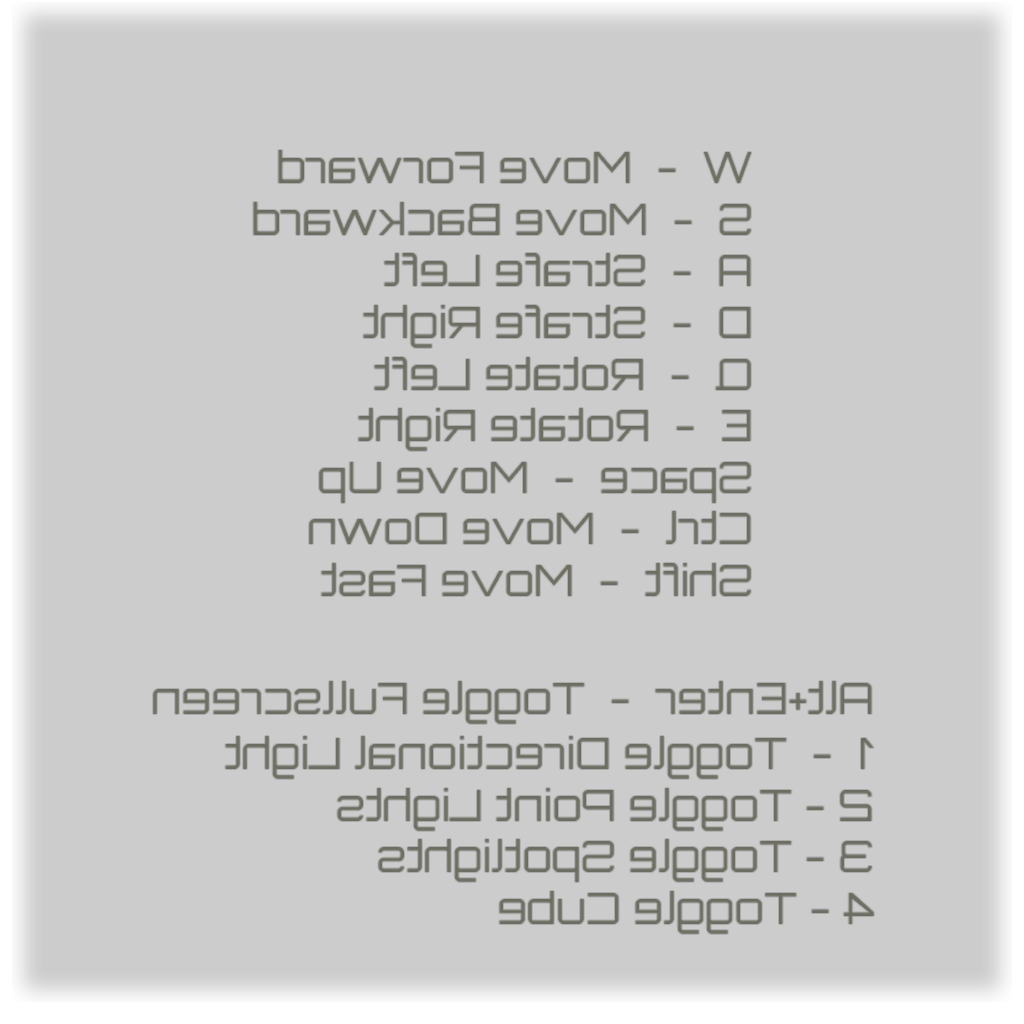 W - Move Forward
S - Move Backward
A - Strafe Left
D - Strafe Right
Q - Rotate Left
E - Rotate Right
Space - Move Up
Ctrl - Move Down
Shift - Move Fast
Alt+Enter - Toggle Fullscreen
1 - Toggle Directional Light
2 - Toggle Point Lights
3 - Toggle Spotlights
4 - Toggle Cube